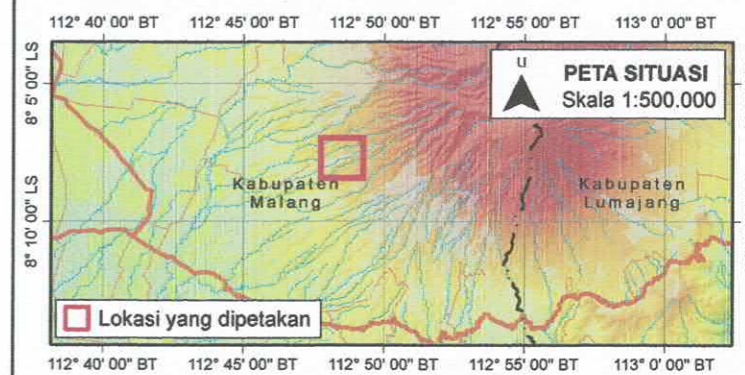 112° 40' 00" BT 112° 45' 00" BT 112° 50' 00" BT 112° 55' 00" BT 113° 0' 00" BT
8° 5' 00" LS
8° 10' 00" LS
u
PETA SITUASI
Skala 1:500.000
Kabupaten
Malang
Kabupaten
Lumajang
Lokasi yang dipetakan
112° 40' 00" BT 112° 45' 00" BT 112° 50' 00" BT 112° 55' 00" BT 113° 0' 00" BT